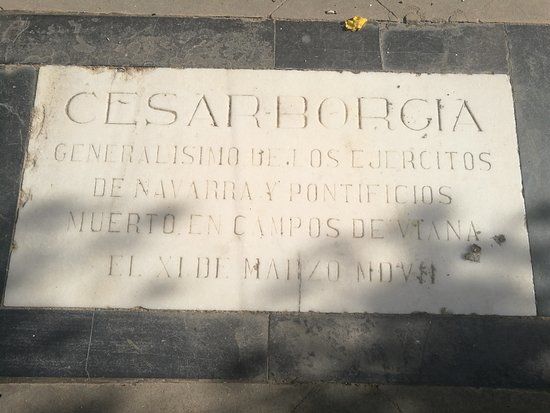 CESAR·BORGIA
GENERALISIMO DE LOS EJERCITOS
DE NAVARRA Y PONTIFICIOS
MUERTO EN CAMPOS DE VIANA
EL XI DE MARZO MDVII